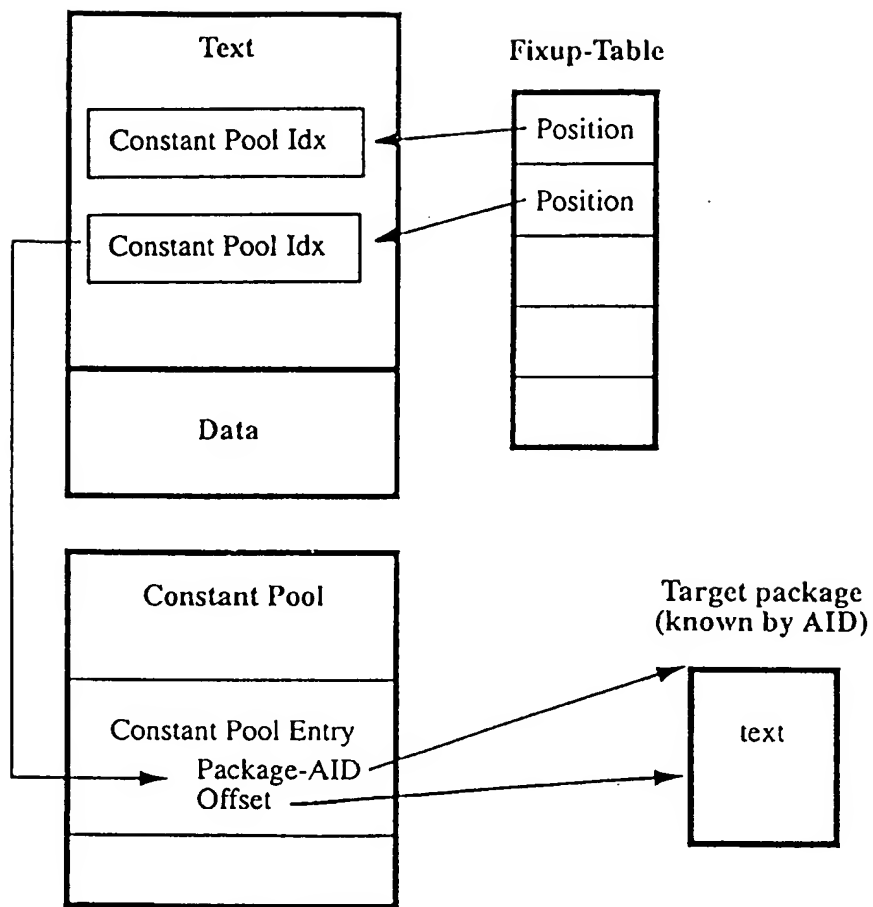 Text
Constant Pool Idx
Constant Pool Idx
Data
Fixup-Table
Position
Position
Constant Pool
Constant Pool Entry
Package-AID
Offset
Target package
(known by AID)
text